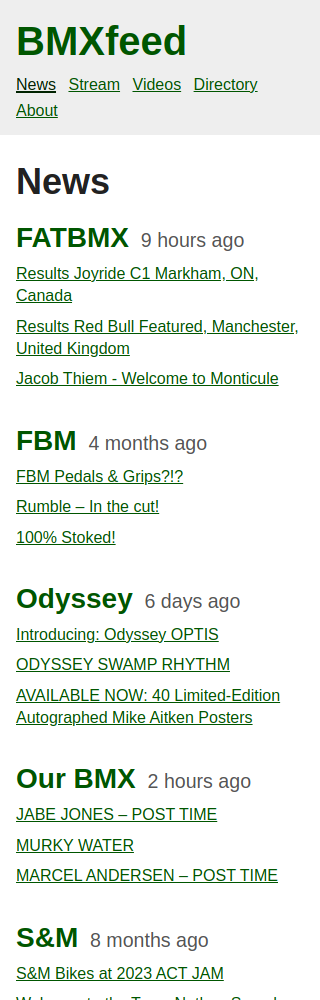 BMXfeed
News Stream Videos Directory
About
News
FATBMX 9 hours ago
Results Joyride C1 Markham, ON,
Canada
Results Red Bull Featured, Manchester,
United Kingdom
Jacob Thiem - Welcome to Monticule
FBM 4 months ago
FBM Pedals & Grips?!?
Rumble – In the cut!
100% Stoked!
Odyssey 6 days ago
Introducing: Odyssey OPTIS
ODYSSEY SWAMP RHYTHM
AVAILABLE NOW: 40 Limited-Edition
Autographed Mike Aitken Posters
Our BMX 2 hours ago
JABE JONES – POST TIME
MURKY WATER
MARCEL ANDERSEN – POST TIME
S&M 8 months ago
S&M Bikes at 2023 ACT JAM